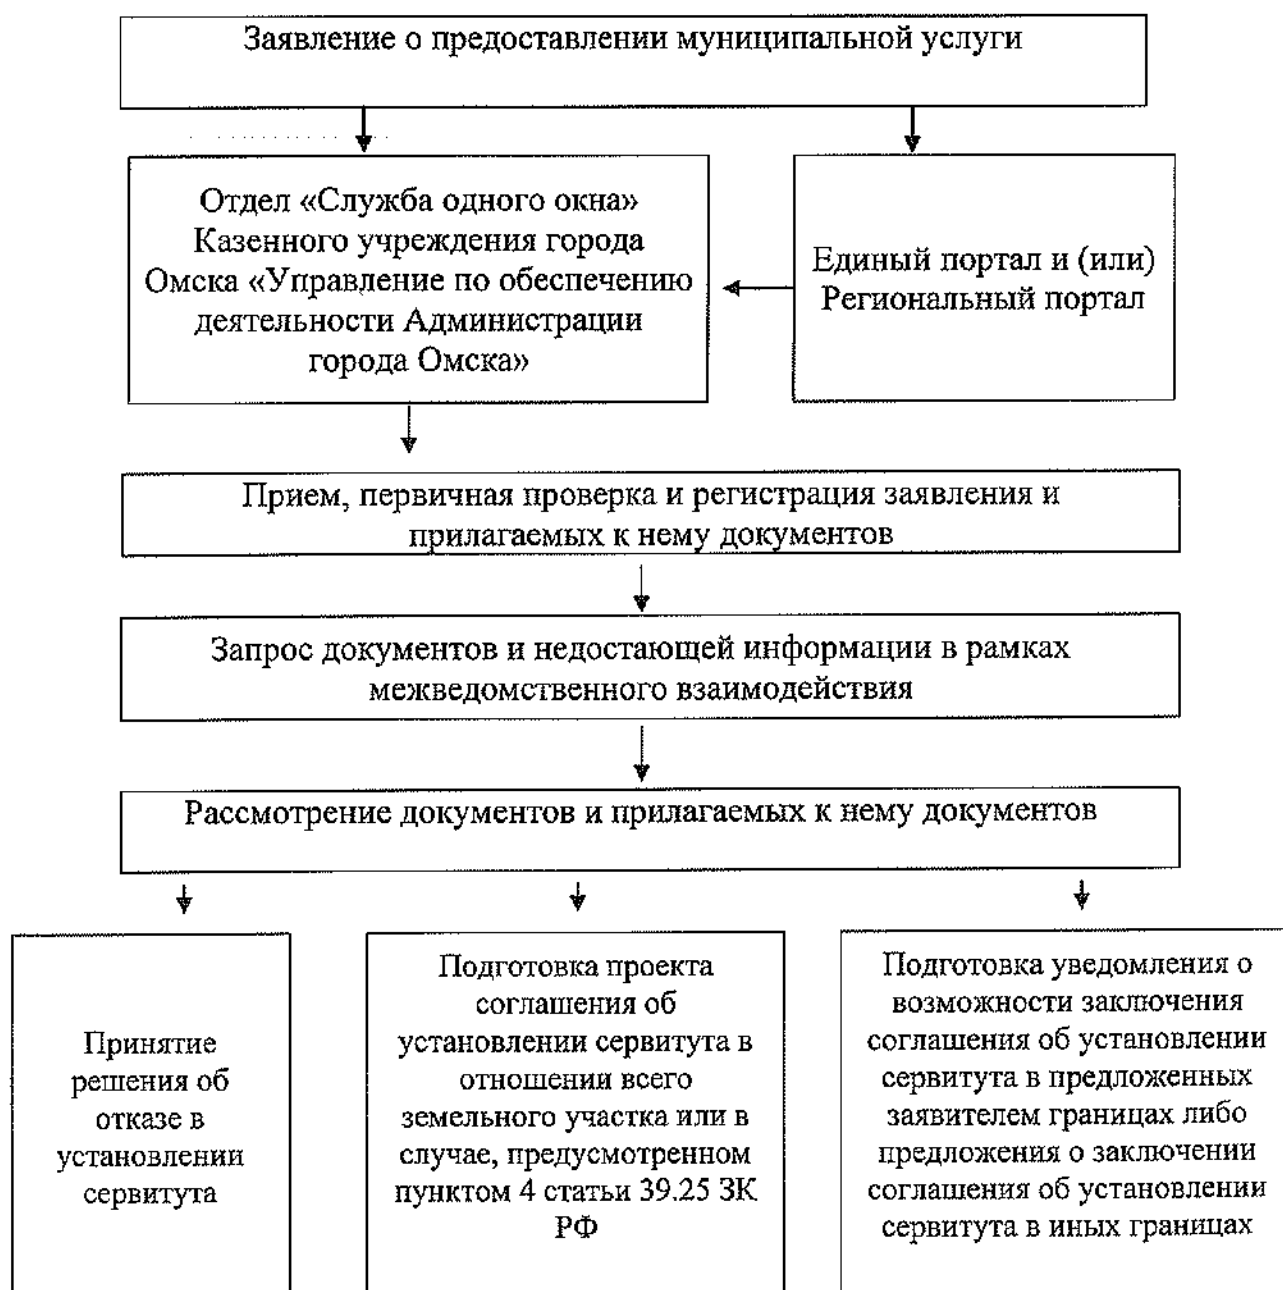 Заявление о предоставлении муниципальной услуги
Отдел «Служба одного окна»
Казенного учреждения города
Омска «Управление по обеспечению
деятельности Администрации
города Омска»
Единый портал и (или)
Региональный портал
Прием, первичная проверка и регистрация заявления и
прилагаемых к нему документов
Запрос документов и недостающей информации в рамках
межведомственного взаимодействия
Рассмотрение документов и прилагаемых к нему документов
Принятие
решения об
отказе в
установлении
сервитута
Подготовка проекта
соглашения об
установлении сервитута в
отношении всего
земельного участка или в
случае, предусмотренном
пунктом 4 статьи 39.25 ЗК
РФ
Подготовка уведомления о
возможности заключения
соглашения об установлении
сервитута в предложенных
заявителем границах либо
предложения о заключении
соглашения об установлении
сервитута в иных границах